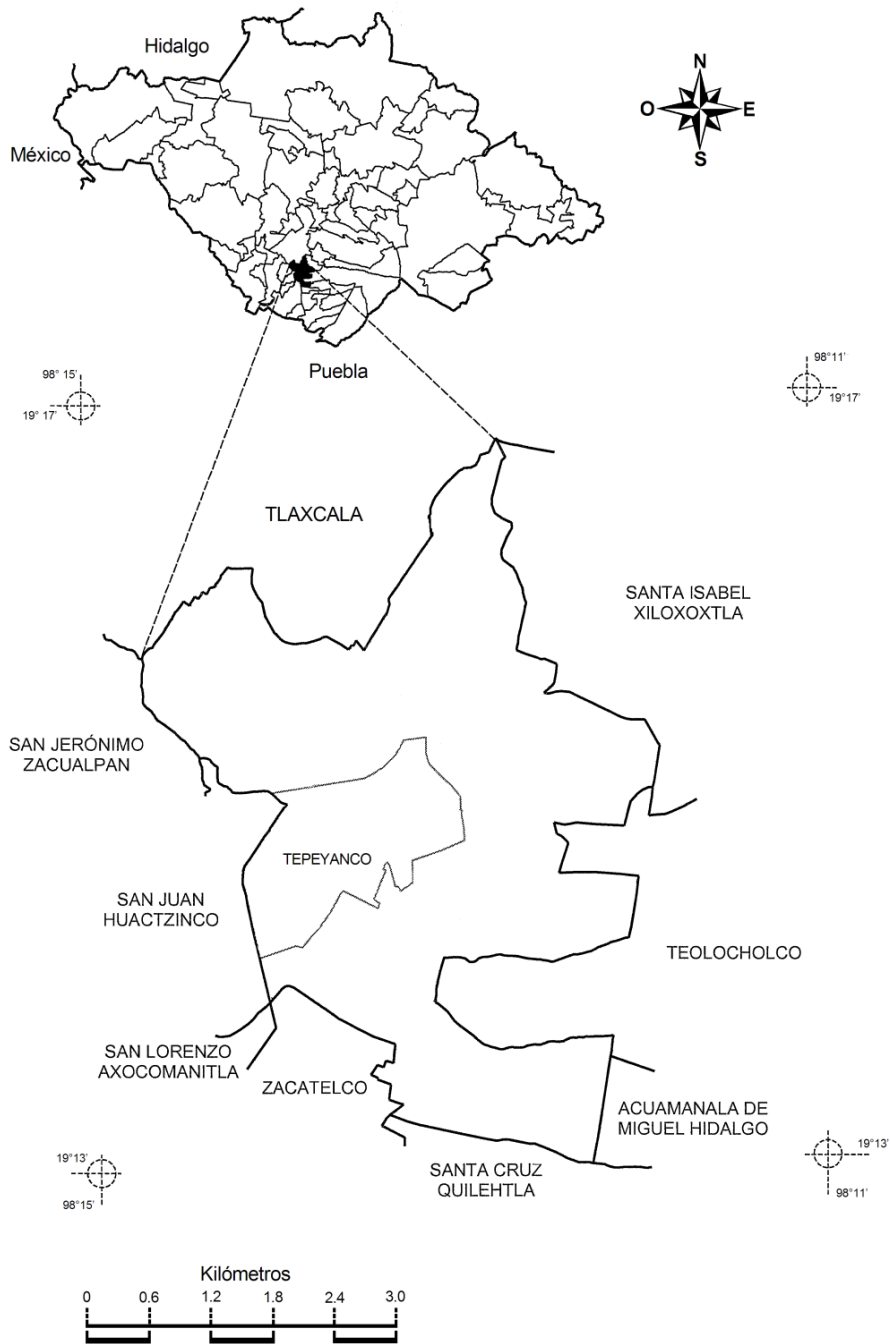 Hidalgo
N
O
E
S
México
Puebla
98° 15'
19° 17'
98°11'
19°17'
TLAXCALA
SANTA ISABEL
XILOXOXTLA
SAN JERÓNIMO
ZACUALPAN
TEPEYANCO
SAN JUAN
HUACTZINCO
TEOLOCHOLCO
SAN LORENZO
AXOCOMANITLA
ZACATELCO
ACUAMANALA DE
MIGUEL HIDALGO
SANTA CRUZ
QUILEHTLA
19°13'
98°15'
19°13'
98°11'
Kilómetros
0 0.6 1.2 1.8 2.4 3.0